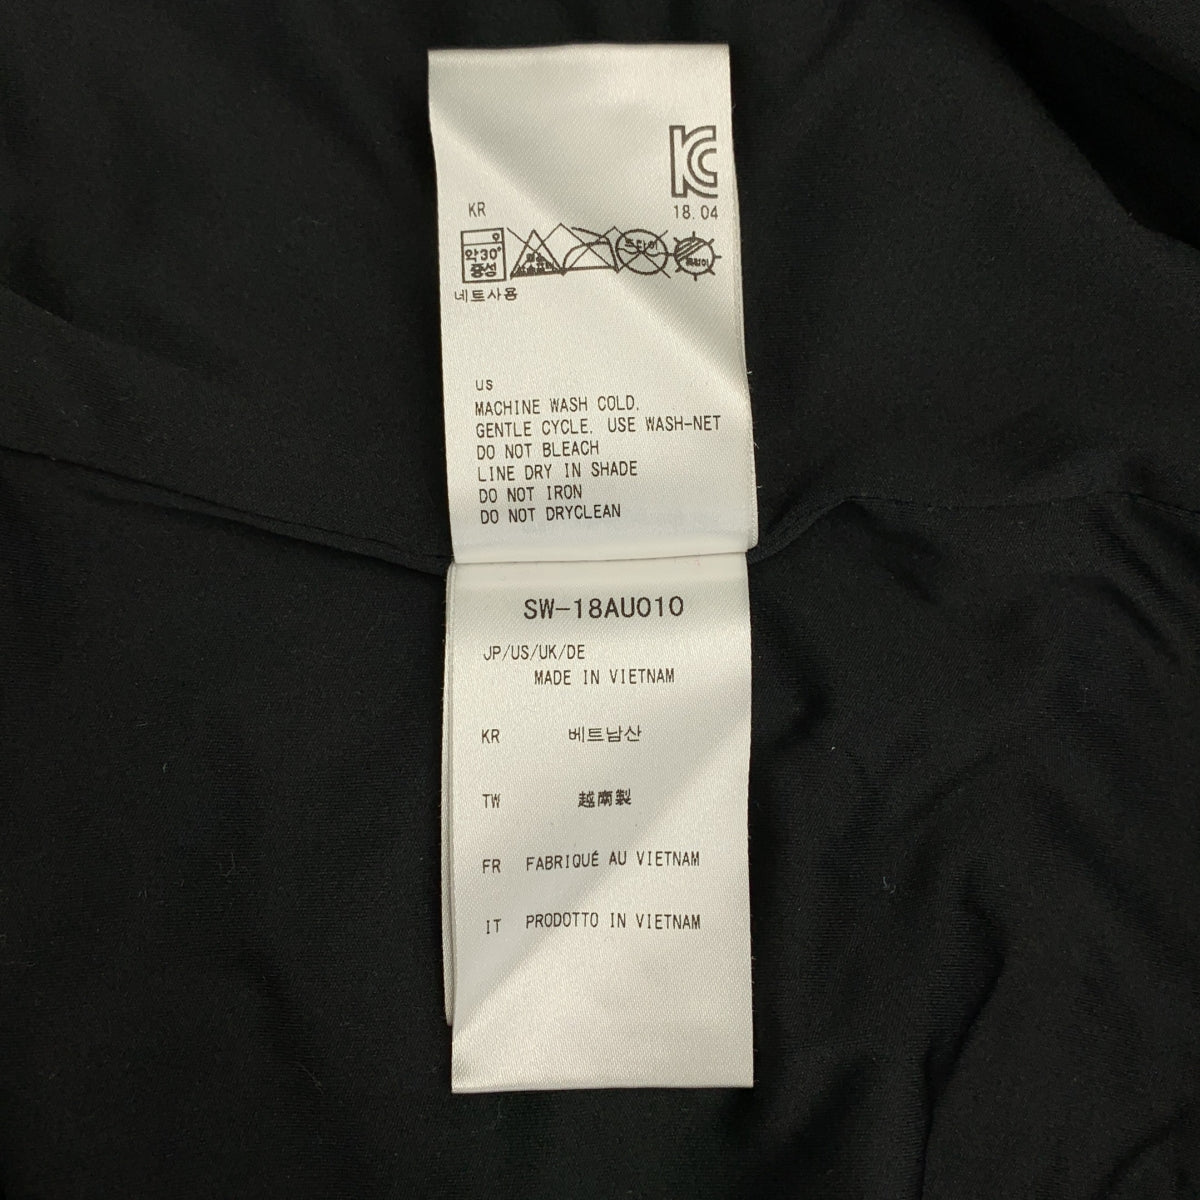 KC
KR
18.04
약30°
중성
드라이
네트사용
US
MACHINE WASH COLD.
GENTLE CYCLE. USE WASH-NET
DO NOT BLEACH
LINE DRY IN SHADE
DO NOT IRON
DO NOT DRYCLEAN
SW-18AU010
JP/US/UK/DE
MADE IN VIETNAM
KR 베트남산
TW 越南製
FR FABRIQUÉ AU VIETNAM
IT PRODOTTO IN VIETNAM